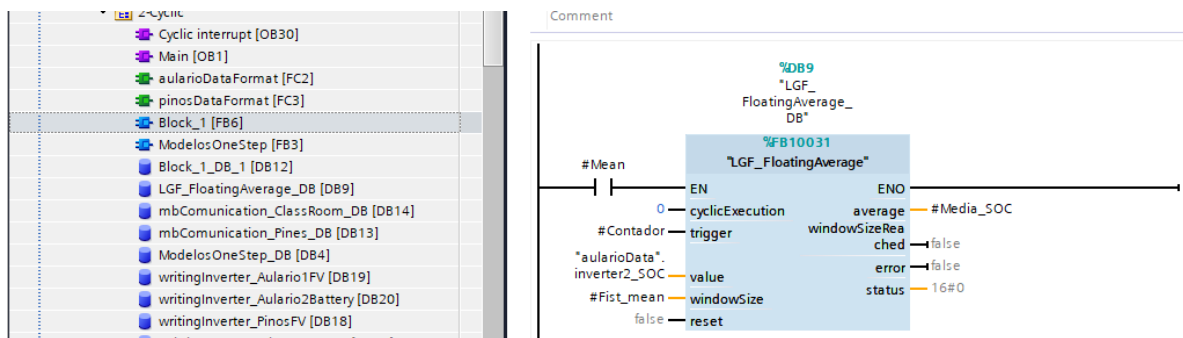 2-Cyclic
Cyclic interrupt [OB30]
Main [OB1]
aularioDataFormat [FC2]
pinosDataFormat [FC3]
Block_1 [FB6]
ModelosOneStep [FB3]
Block_1_DB_1 [DB12]
LGF_FloatingAverage_DB [DB9]
mbComunication_ClassRoom_DB [DB14]
mbComunication_Pines_DB [DB13]
ModelosOneStep_DB [DB4]
writingInverter_Aulario1FV [DB19]
writingInverter_Aulario2Battery [DB20]
writingInverter_PinosFV [DB18]
Comment
%DB9
"LGF_
FloatingAverage_
DB"
%FB10031
"LGF_FloatingAverage"
#Mean
EN ENO
0 cyclicExecution average #Media_SOC
#Contador trigger windowSizeRea
ched false
"aularioData".
inverter2_SOC value error false
#Fist_mean windowSize status 16#0
false reset